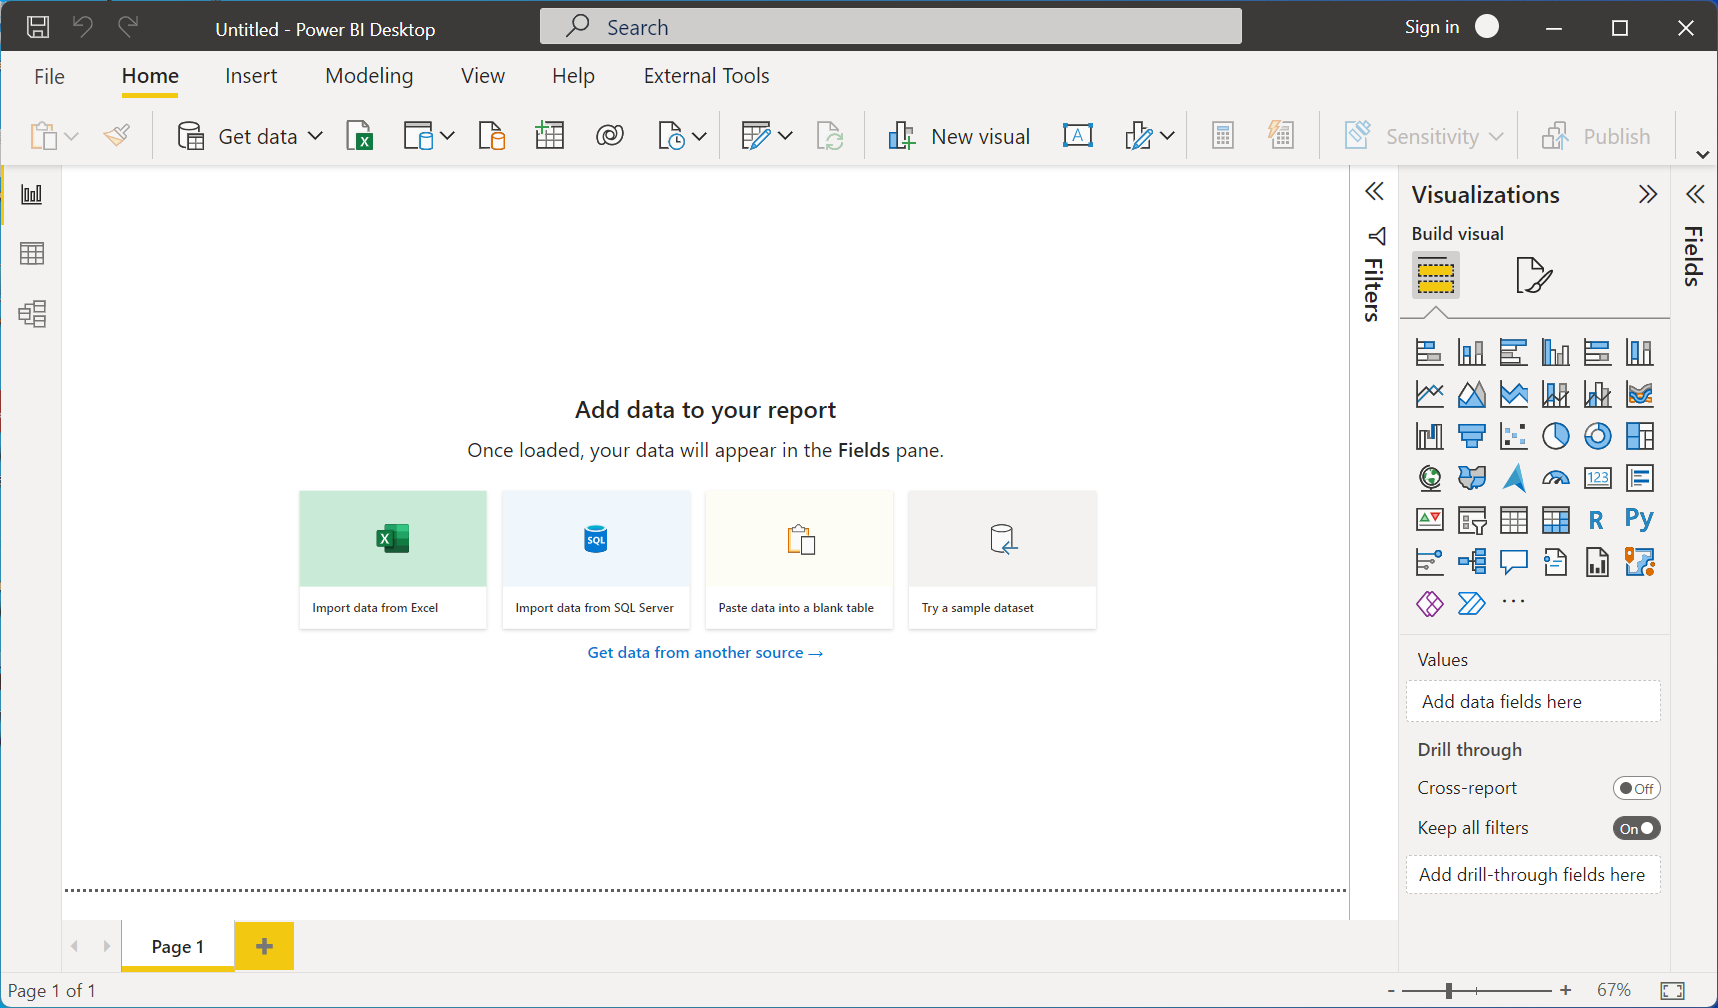 Untitled - Power BI Desktop
Search
Sign in
File Home Insert Modeling View Help External Tools
Get data New visual Sensitivity Publish
Filters
Visualizations
Build visual
Fields
123
R Py
Add data to your report
Once loaded, your data will appear in the Fields pane.
X
SQL
Import data from Excel
Import data from SQL Server
Paste data into a blank table
Try a sample dataset
Get data from another source →
Values
Add data fields here
Drill through
Cross-report Off
Keep all filters On
Add drill-through fields here
Page 1
Page 1 of 1
- + 67%